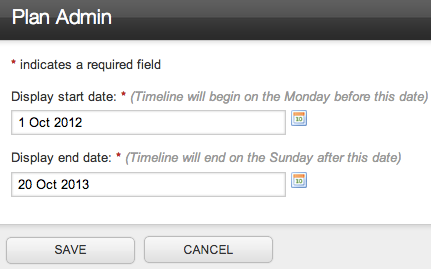 Plan Admin
* indicates a required field
Display start date: * (Timeline will begin on the Monday before this date)
1 Oct 2012
Display end date: * (Timeline will end on the Sunday after this date)
20 Oct 2013
SAVE CANCEL